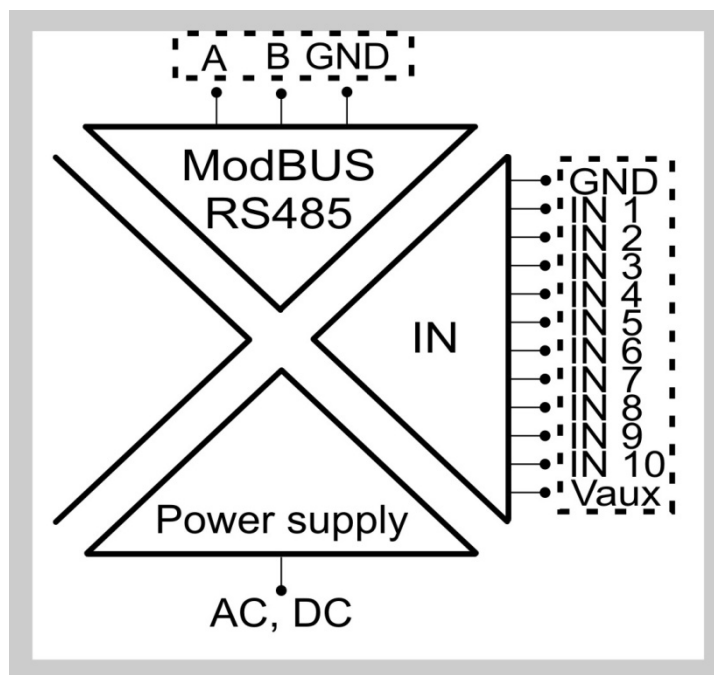 A B GND
ModBUS
RS485
GND
IN 1
IN 2
IN 3
IN 4
IN 5
IN 6
IN 7
IN 8
IN 9
IN 10
Vaux
IN
Power supply
AC, DC